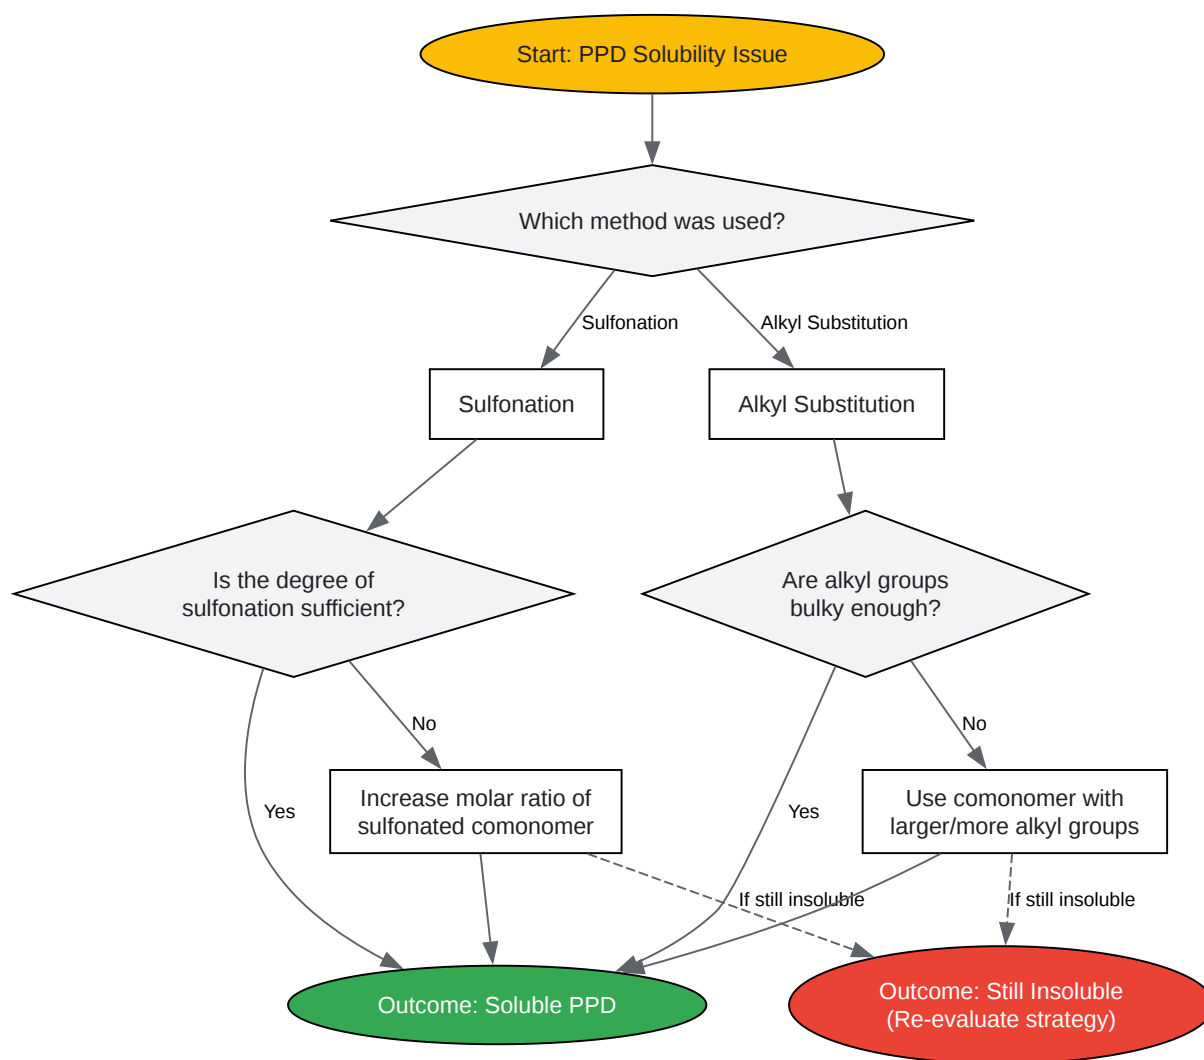 Start: PPD Solubility Issue
Which method was used?
Sulfonation
Alkyl Substitution
Sulfonation
Alkyl Substitution
Is the degree of
sulfonation sufficient?
Are alkyl groups
bulky enough?
No
No
Yes
Increase molar ratio of
sulfonated comonomer
Yes
Use comonomer with
larger/more alkyl groups
If still insoluble
If still insoluble
Outcome: Soluble PPD
Outcome: Still Insoluble
(Re-evaluate strategy)